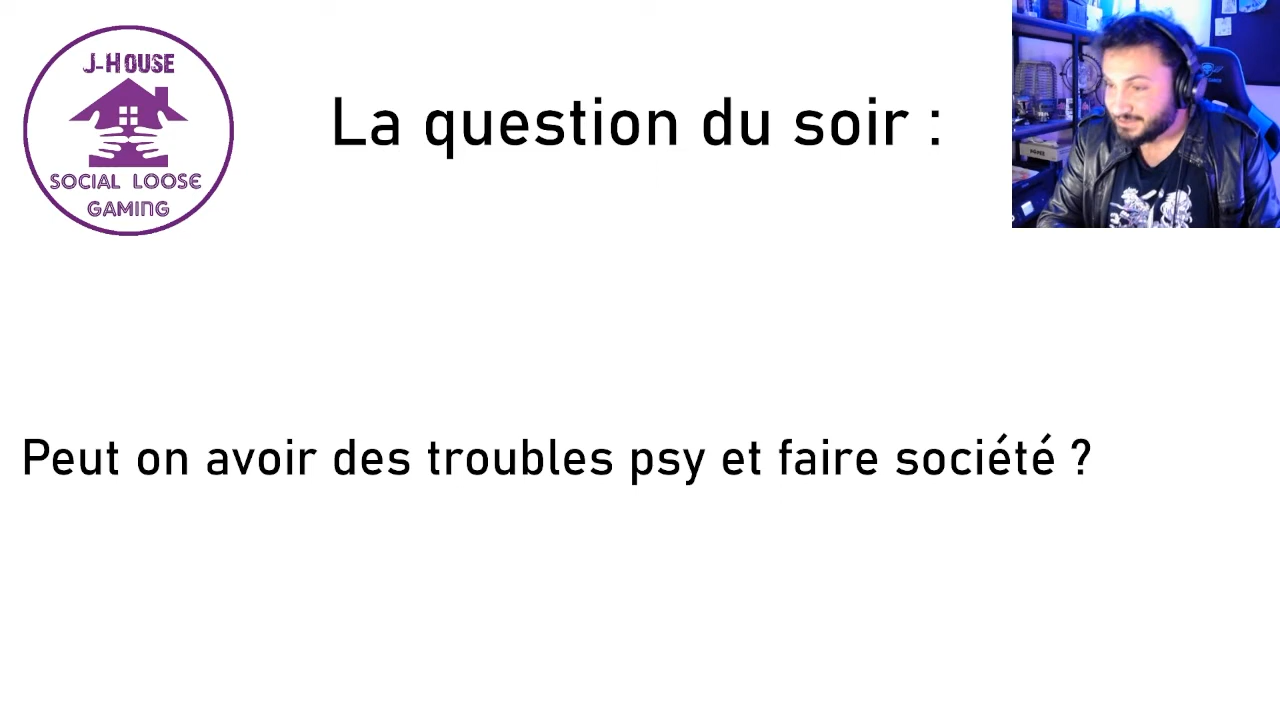 J-HOUSE
SOCIAL LOOSE
GAMING
La question du soir :
Peut on avoir des troubles psy et faire société ?